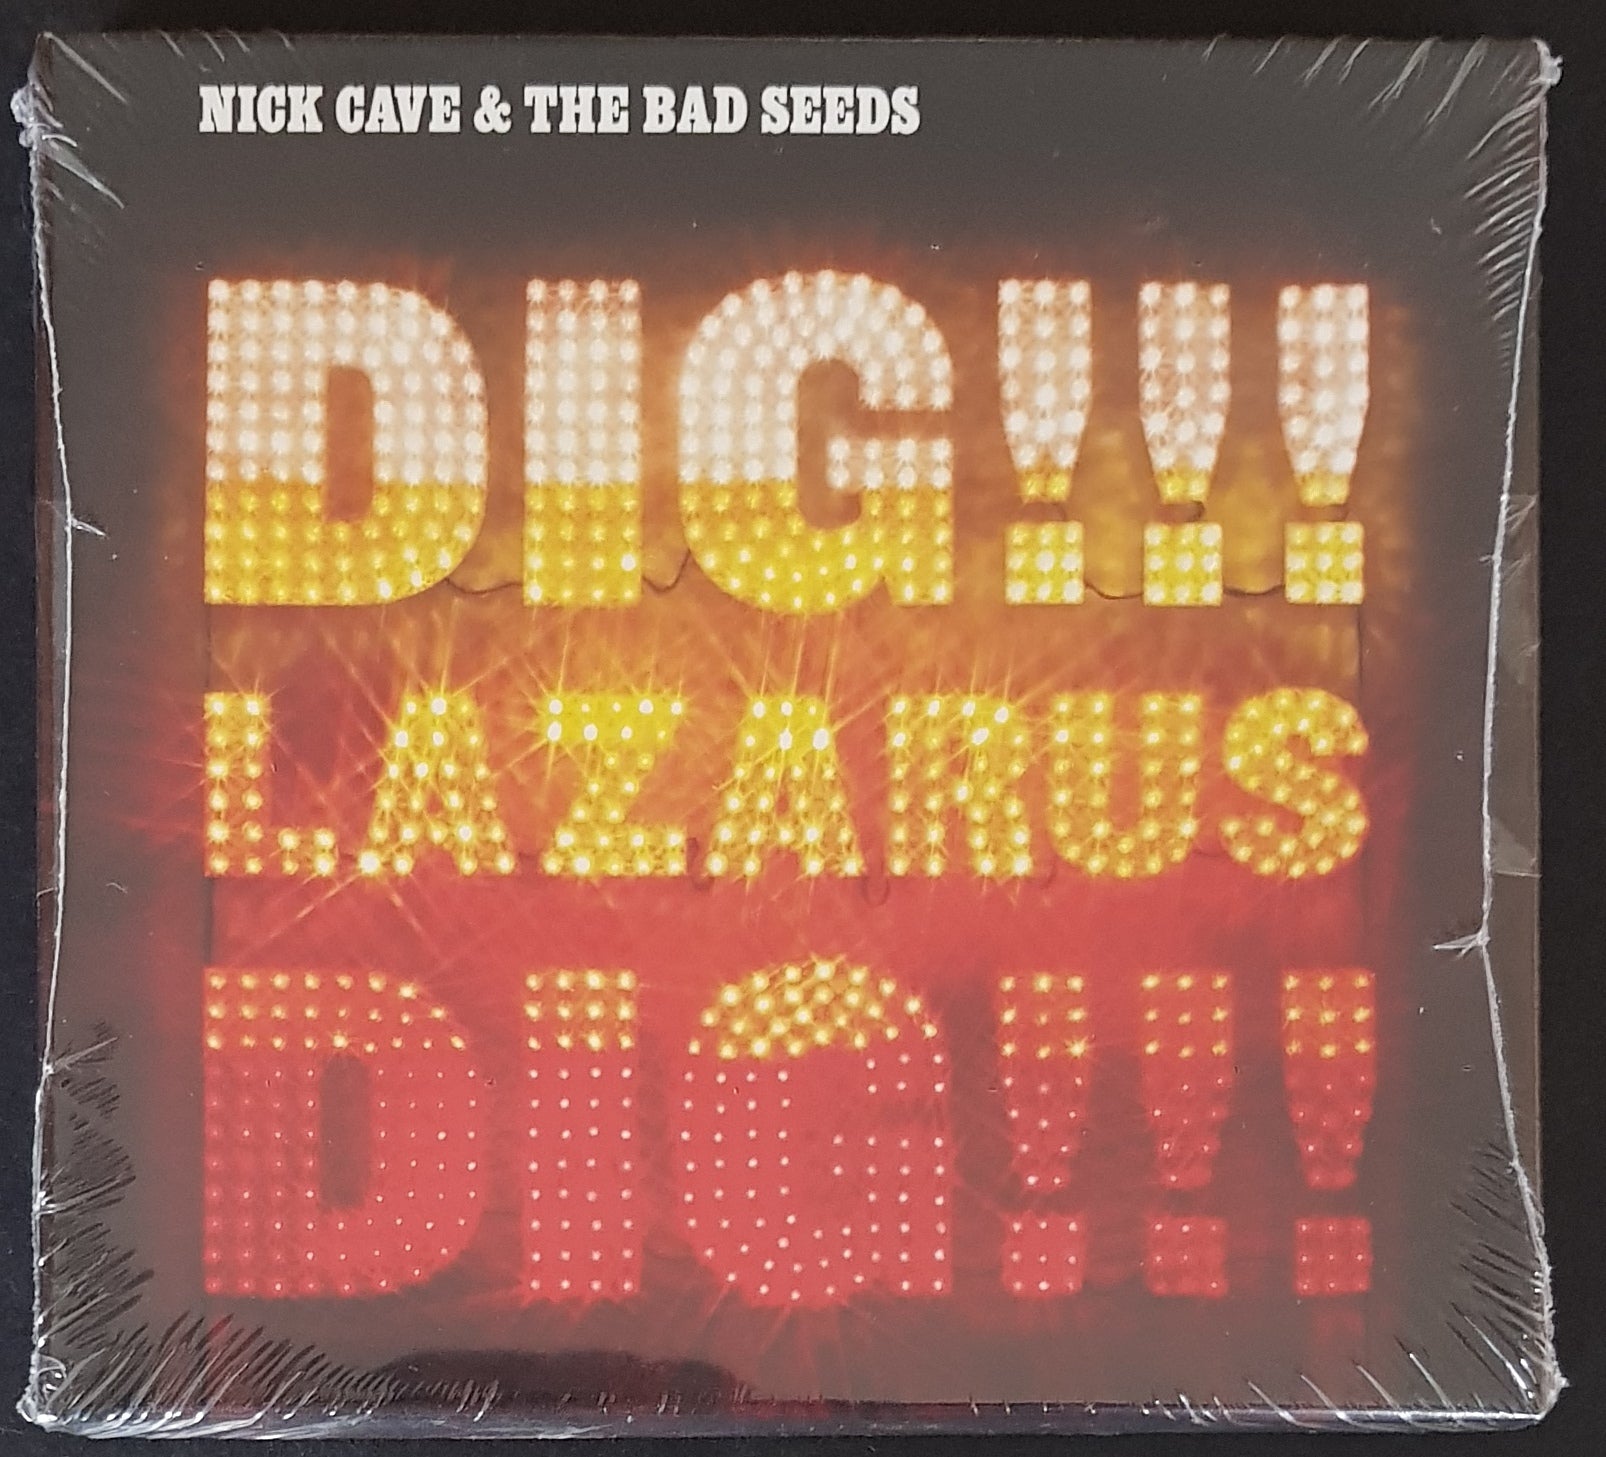 NICK CAVE & THE BAD SEEDS
DIG!!!
LAZARUS
DIG!!!